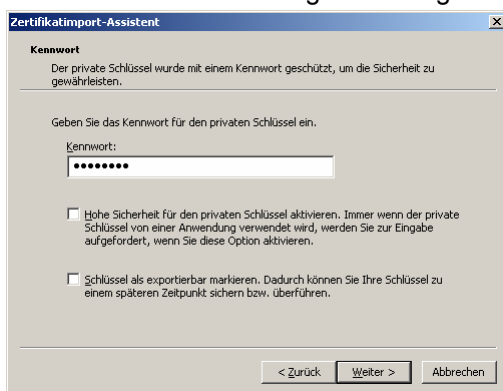 Zertifikatimport-Assistent
Kennwort
Der private Schlüssel wurde mit einem Kennwort geschützt, um die Sicherheit zu
gewährleisten.
Geben Sie das Kennwort für den privaten Schlüssel ein.
Kennwort:
••••••••
Hohe Sicherheit für den privaten Schlüssel aktivieren. Immer wenn der private
Schlüssel von einer Anwendung verwendet wird, werden Sie zur Eingabe
aufgefordert, wenn Sie diese Option aktivieren.
Schlüssel als exportierbar markieren. Dadurch können Sie Ihre Schlüssel zu
einem späteren Zeitpunkt sichern bzw. überführen.
< Zurück Weiter > Abbrechen